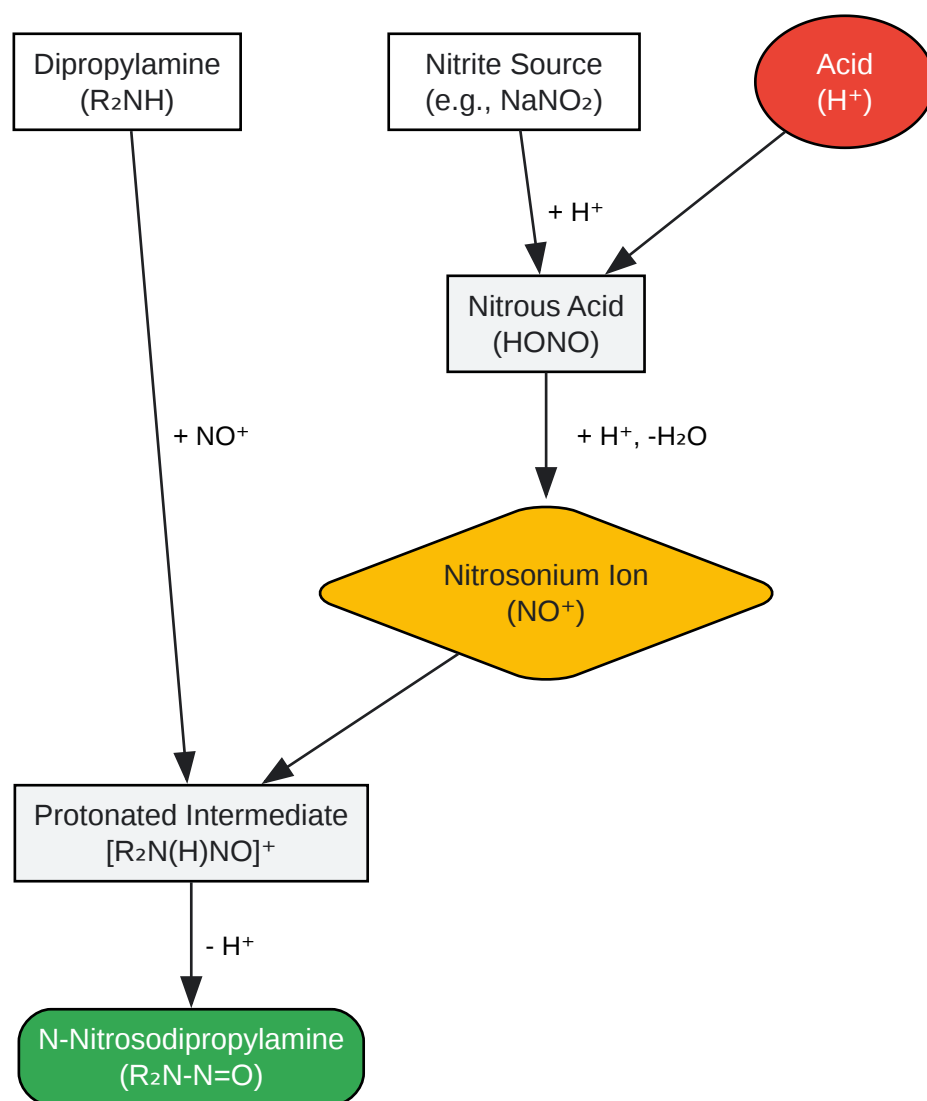 Dipropylamine
(R₂NH)
Nitrite Source
(e.g., NaNO₂)
Acid
(H⁺)
+ H⁺
Nitrous Acid
(HONO)
+ NO⁺
+ H⁺, -H₂O
Nitrosonium Ion
(NO⁺)
Protonated Intermediate
[R₂N(H)NO]⁺
- H⁺
N-Nitrosodipropylamine
(R₂N-N=O)